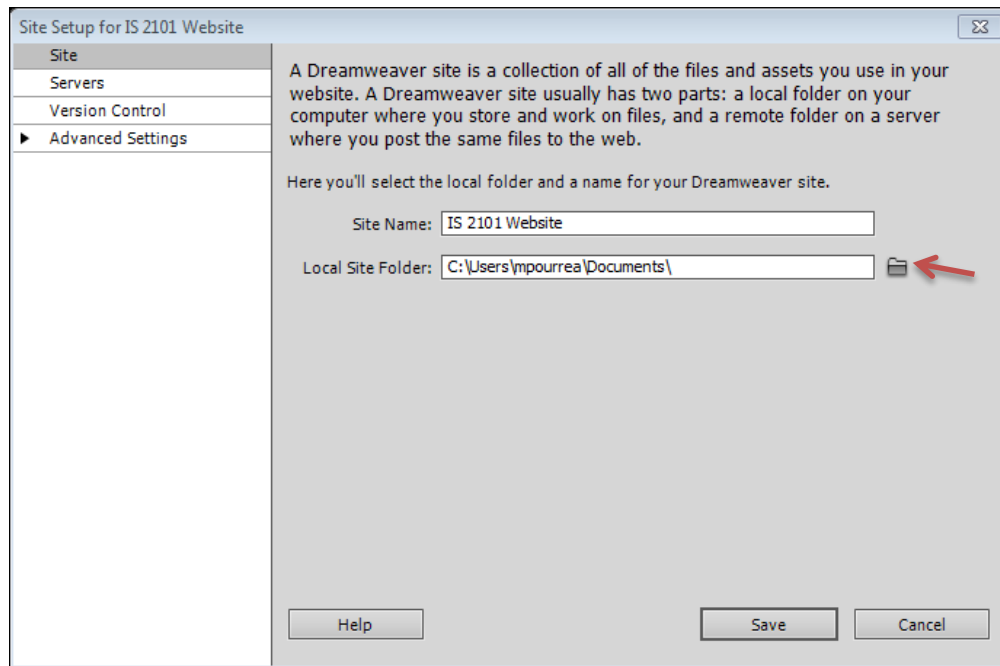 Site Setup for IS 2101 Website
Site
Servers
Version Control
Advanced Settings
A Dreamweaver site is a collection of all of the files and assets you use in your
website. A Dreamweaver site usually has two parts: a local folder on your
computer where you store and work on files, and a remote folder on a server
where you post the same files to the web.
Here you'll select the local folder and a name for your Dreamweaver site.
Site Name: IS 2101 Website
Local Site Folder: C:\Users\mpourrea\Documents\
Help Save Cancel